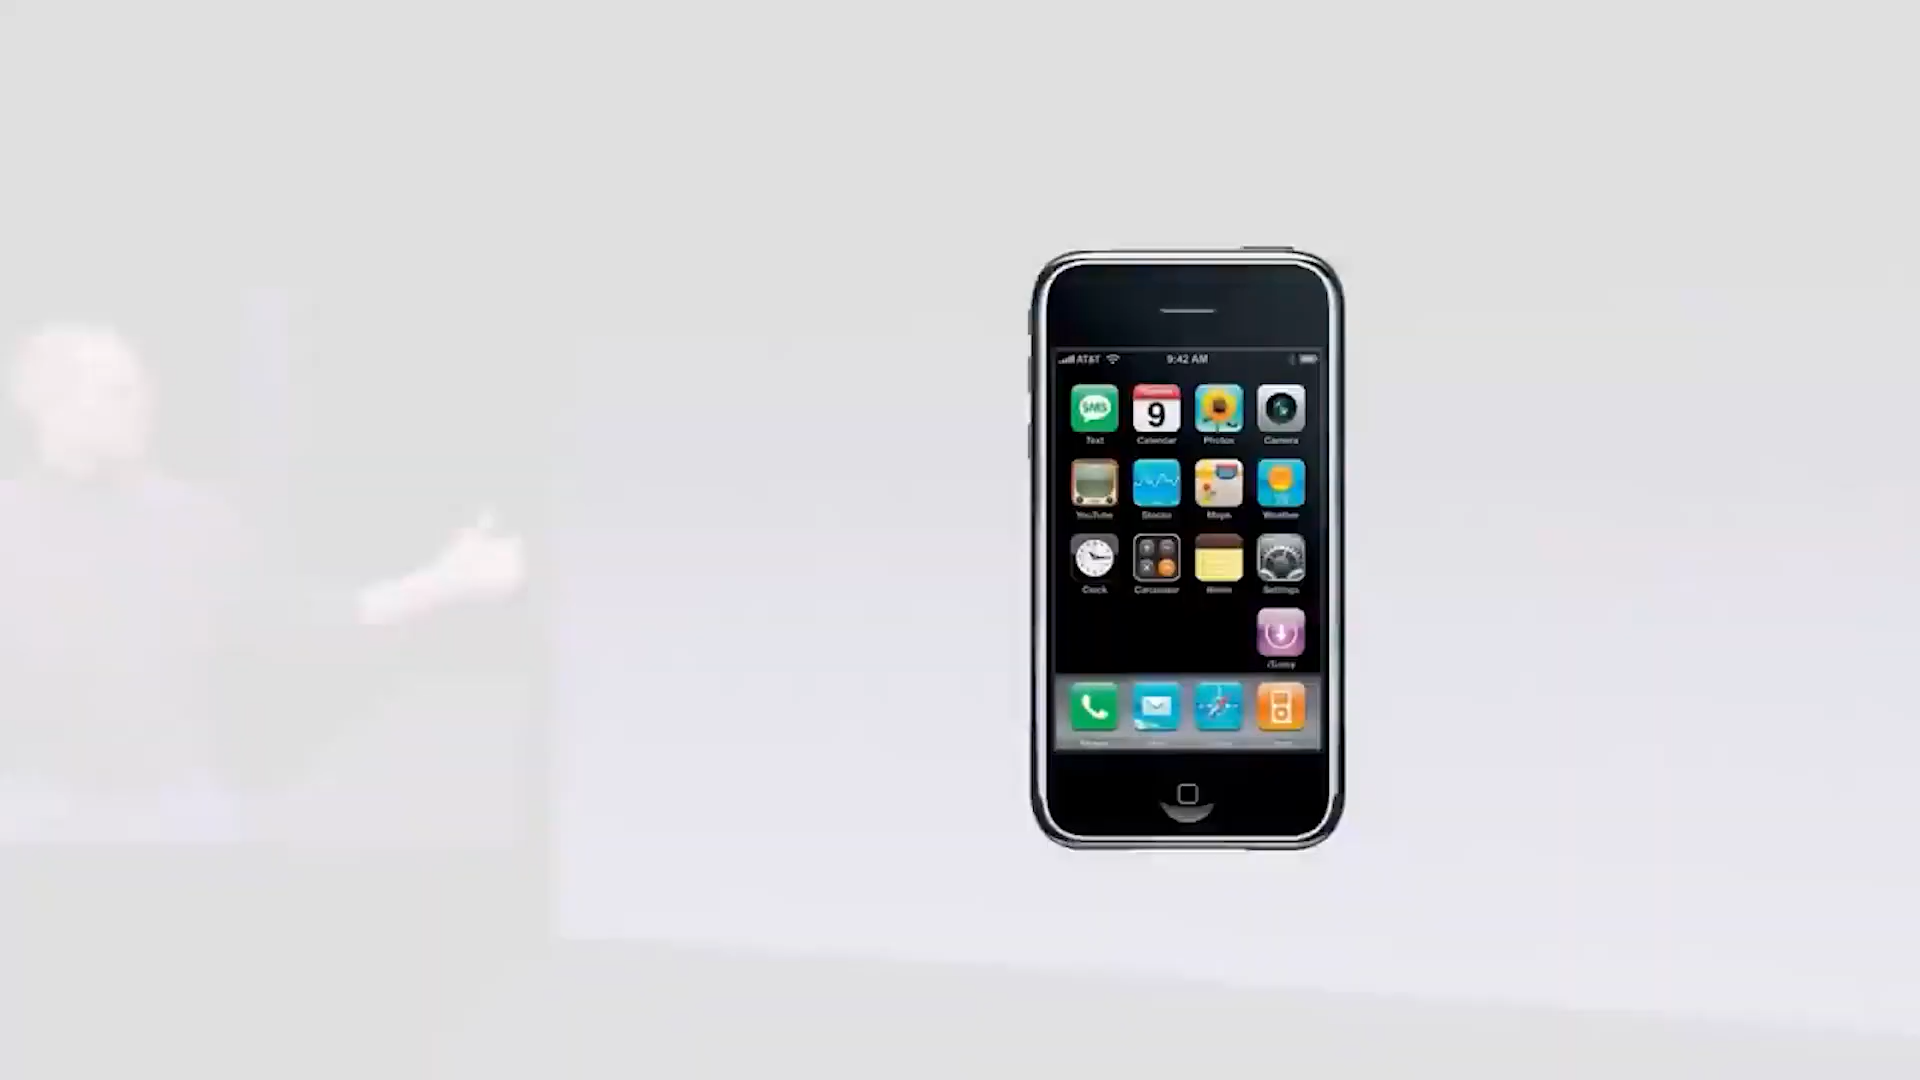 AT&T 9:42 AM
SMS 9
Text Calendar Photos Camera
YouTube Stocks Maps Weather
Clock Calculator Notes Settings
iTunes